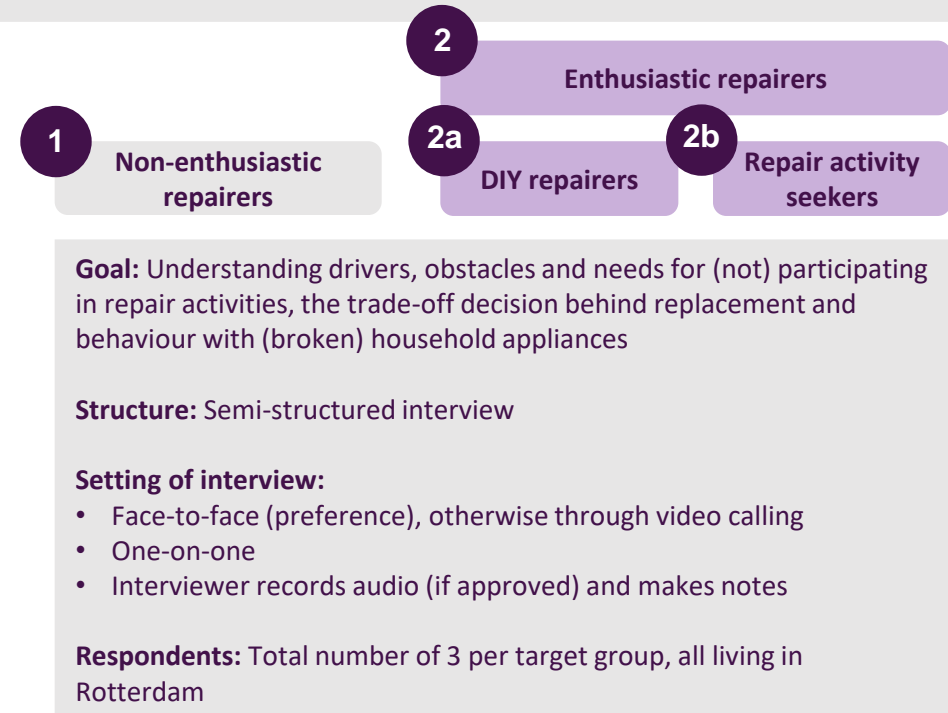 2
Enthusiastic repairers
1
Non-enthusiastic
repairers
2a
DIY repairers
2b
Repair activity
seekers
Goal: Understanding drivers, obstacles and needs for (not) participating
in repair activities, the trade-off decision behind replacement and
behaviour with (broken) household appliances
Structure: Semi-structured interview
Setting of interview:
• Face-to-face (preference), otherwise through video calling
• One-on-one
• Interviewer records audio (if approved) and makes notes
Respondents: Total number of 3 per target group, all living in
Rotterdam